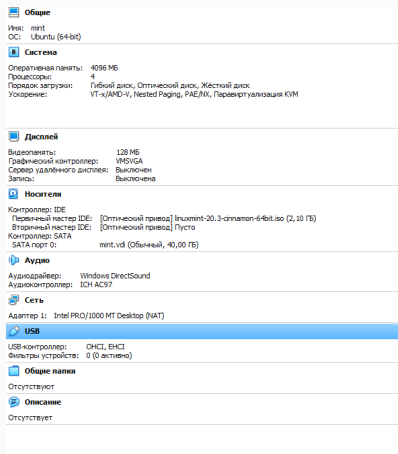 Общие
Имя: mint
ОС: Ubuntu (64-bit)
Система
Оперативная память: 4096 МБ
Процессоры: 4
Порядок загрузки: Гибкий диск, Оптический диск, Жёсткий диск
Ускорение: VT-x/AMD-V, Nested Paging, PAE/NX, Паравиртуализация KVM
Дисплей
Видеопамять: 128 МБ
Графический контроллер: VMSVGA
Сервер удалённого дисплея: Выключен
Запись: Выключена
Носители
Контроллер: IDE
Первичный мастер IDE: [Оптический привод] linuxmint-20.3-cinnamon-64bit.iso (2,10 ГБ)
Вторичный мастер IDE: [Оптический привод] Пусто
Контроллер: SATA
SATA порт 0: mint.vdi (Обычный, 40,00 ГБ)
Аудио
Аудиодрайвер: Windows DirectSound
Аудиоконтроллер: ICH AC97
Сеть
Адаптер 1: Intel PRO/1000 MT Desktop (NAT)
USB
USB-контроллер: OHCI, EHCI
Фильтры устройств: 0 (0 активно)
Общие папки
Отсутствуют
Описание
Отсутствует